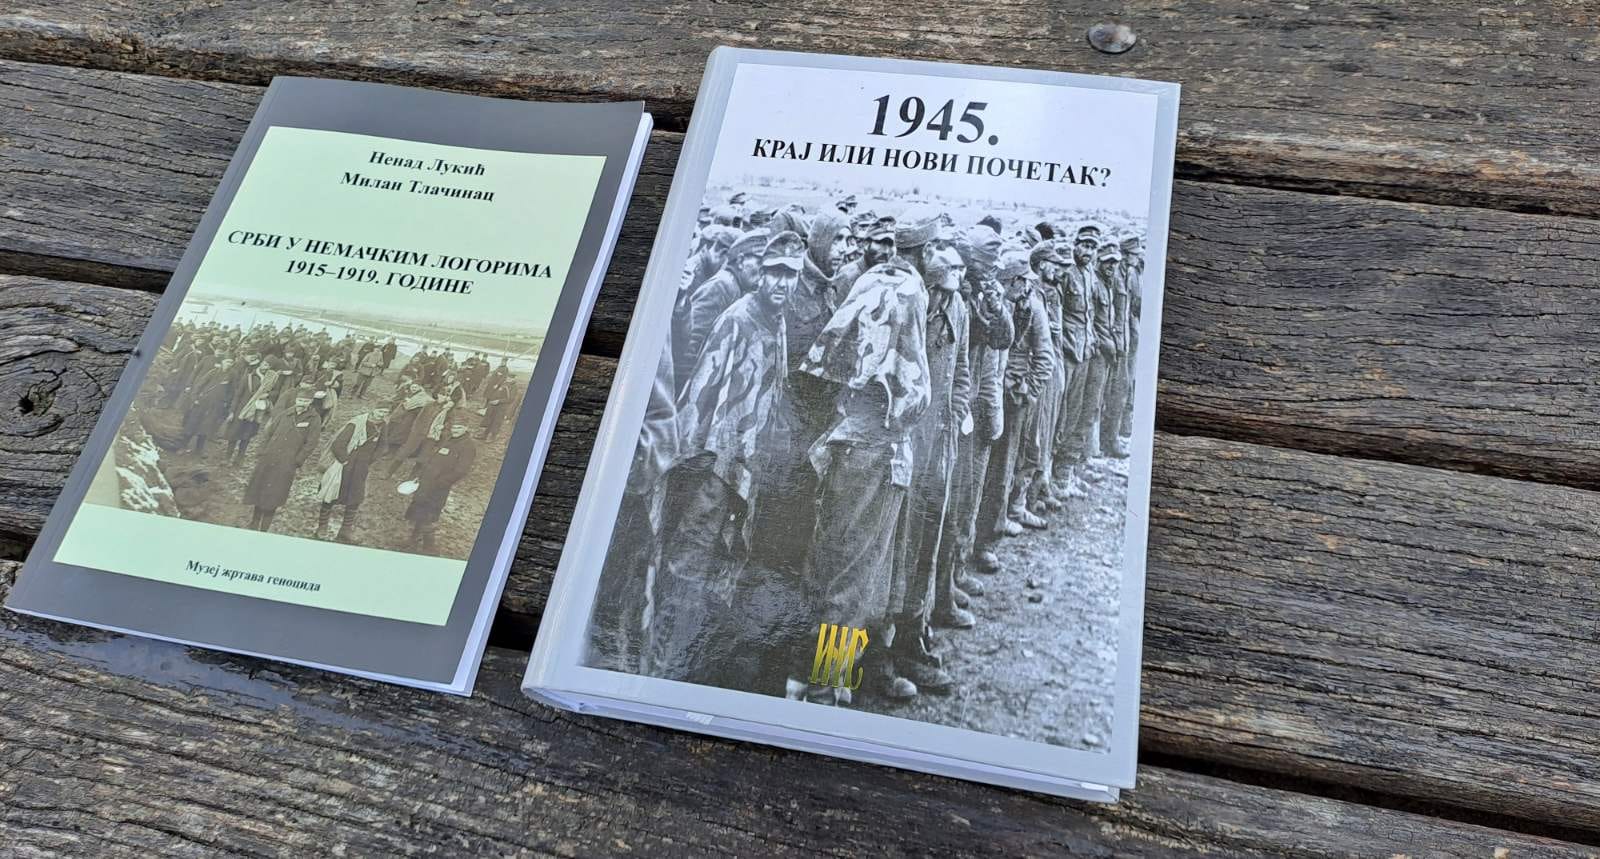 Ненад Лукић
Милан Тлачинац
СРБИ У НЕМАЧКИМ ЛОГОРИМА
1915–1919. ГОДИНЕ
Музеј жртава геноцида
1945.
КРАЈ ИЛИ НОВИ ПОЧЕТАК?